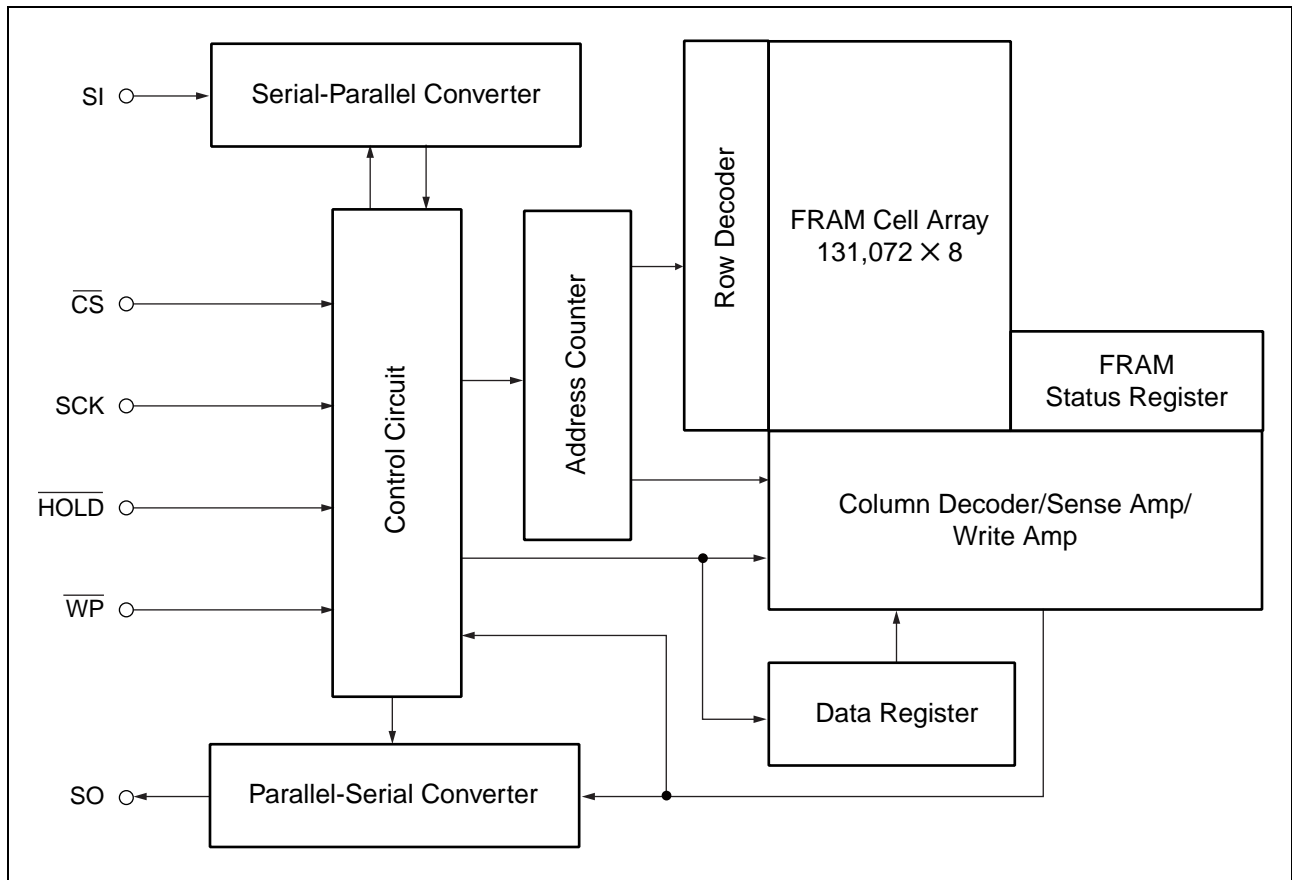 SI
Serial-Parallel Converter
Row Decoder
FRAM Cell Array
131,072 × 8
CS
SCK
HOLD
WP
Control Circuit
Address Counter
FRAM
Status Register
Column Decoder/Sense Amp/
Write Amp
Data Register
SO
Parallel-Serial Converter